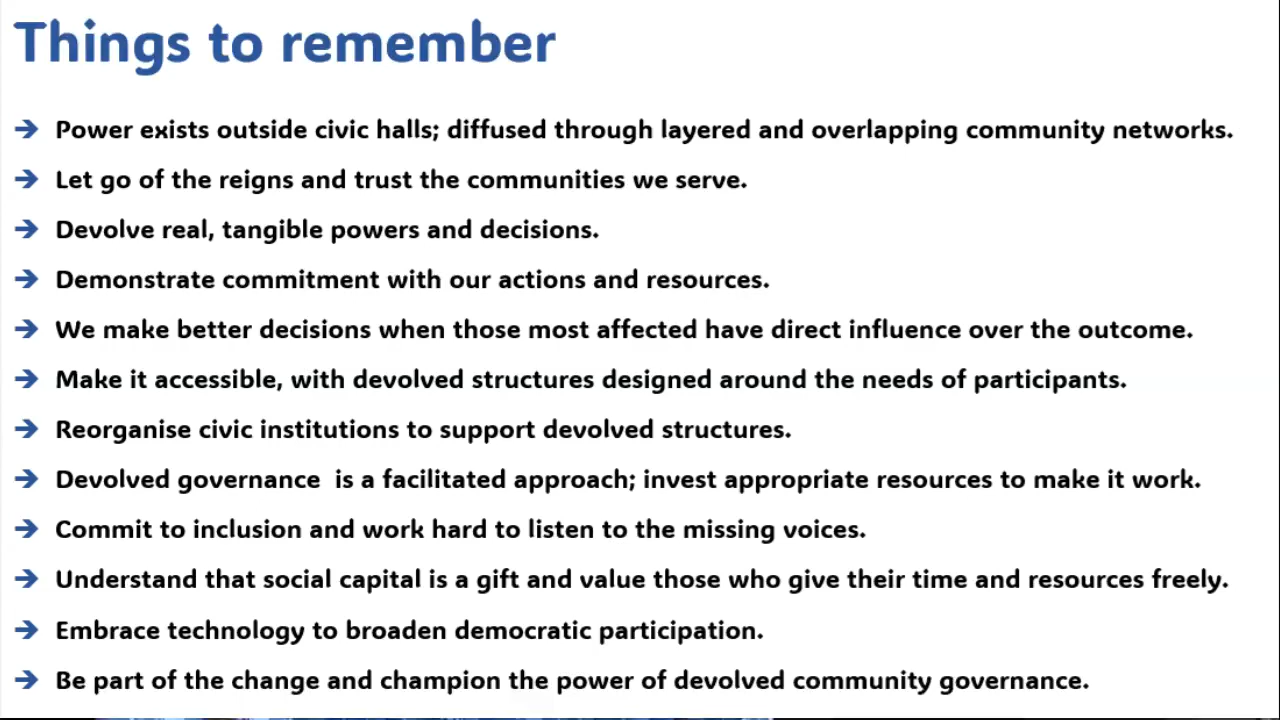 Things to remember
→ Power exists outside civic halls; diffused through layered and overlapping community networks.
→ Let go of the reigns and trust the communities we serve.
→ Devolve real, tangible powers and decisions.
→ Demonstrate commitment with our actions and resources.
→ We make better decisions when those most affected have direct influence over the outcome.
→ Make it accessible, with devolved structures designed around the needs of participants.
→ Reorganise civic institutions to support devolved structures.
→ Devolved governance  is a facilitated approach; invest appropriate resources to make it work.
→ Commit to inclusion and work hard to listen to the missing voices.
→ Understand that social capital is a gift and value those who give their time and resources freely.
→ Embrace technology to broaden democratic participation.
→ Be part of the change and champion the power of devolved community governance.